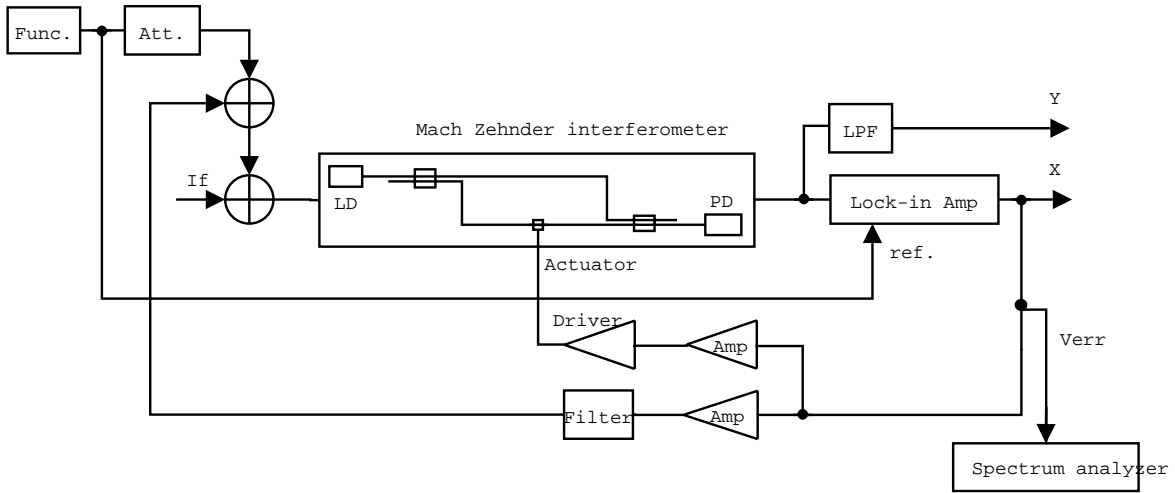 Func.
Att.
Y
Mach Zehnder interferometer
LPF
X
If
LD
PD
Lock-in Amp
ref.
Actuator
Driver
Amp
Verr
Filter
Amp
Spectrum analyzer